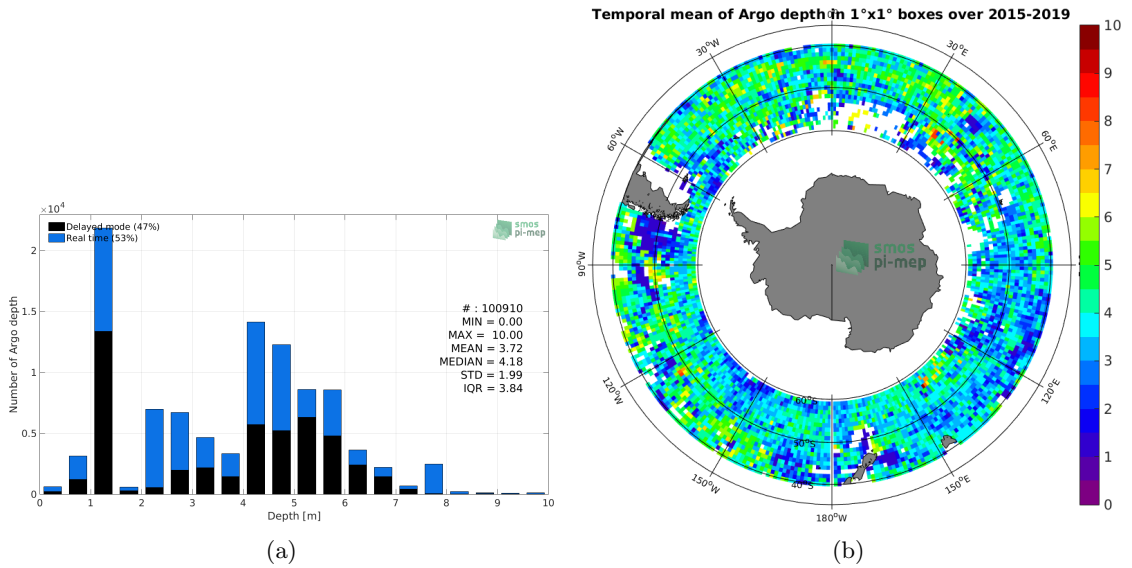 Temporal mean of Argo depth in 1°x1° boxes over 2015-2019
×10⁴
Delayed mode (47%)
Real time (53%)
smos
pi-mep
# : 100910
MIN = 0.00
MAX = 10.00
MEAN = 3.72
MEDIAN = 4.18
STD = 1.99
IQR = 3.84
Number of Argo depth
2
1.5
1
0.5
0
0 1 2 3 4 5 6 7 8 9 10
Depth [m]
(a)
0°
30°W
30°E
60°W
60°E
90°W
120°W
120°E
150°W
150°E
180°W
60°S
50°S
40°S
smos
pi-mep
10
9
8
7
6
5
4
3
2
1
0
(b)